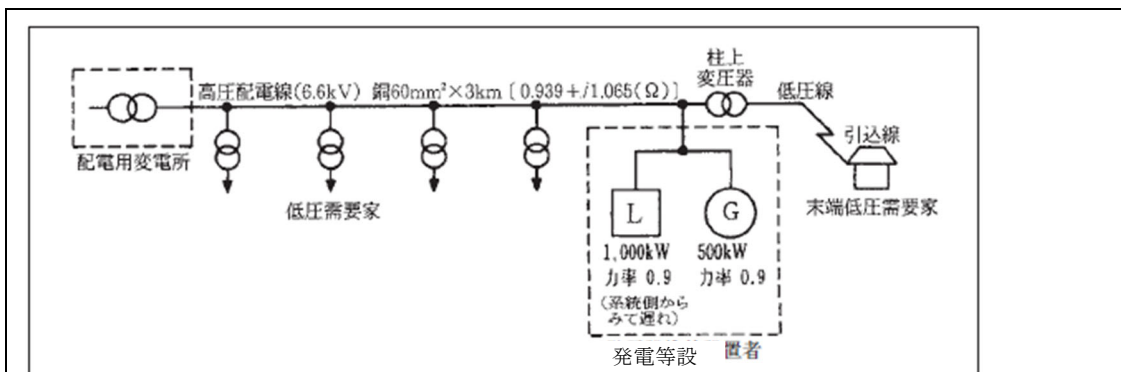 柱上
変圧器
高圧配電線(6.6kV) 銅60mm²×3km [0.939+j1.065(Ω)]
低圧線
引込線
配電用変電所
低圧需要家
末端低圧需要家
L
G
1,000kW
500kW
力率 0.9
力率 0.9
(系統側から
みて遅れ)
発電等設 置者